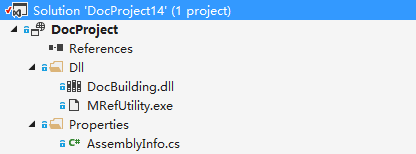 Solution 'DocProject14' (1 project)
DocProject
References
Dll
DocBuilding.dll
MRefUtility.exe
Properties
C# AssemblyInfo.cs